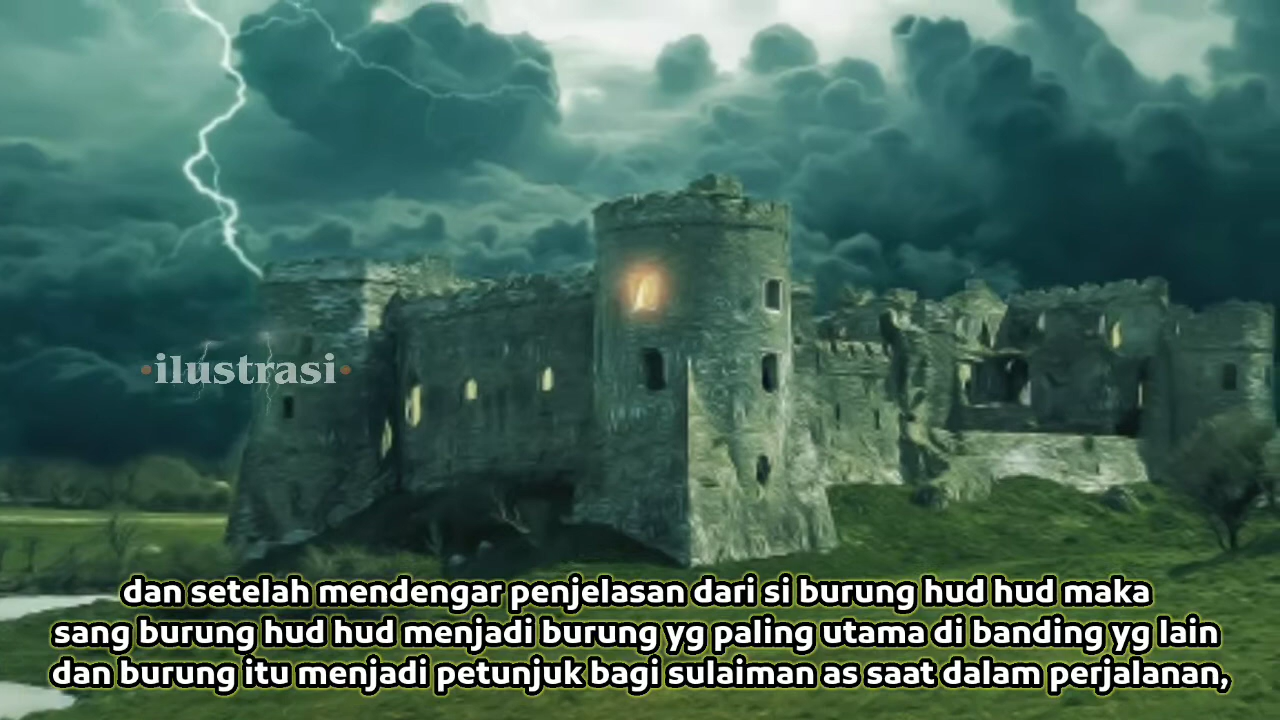 •ilustrasi•
dan setelah mendengar penjelasan dari si burung hud hud maka
sang burung hud hud menjadi burung yg paling utama di banding yg lain
dan burung itu menjadi petunjuk bagi sulaiman as saat dalam perjalanan,